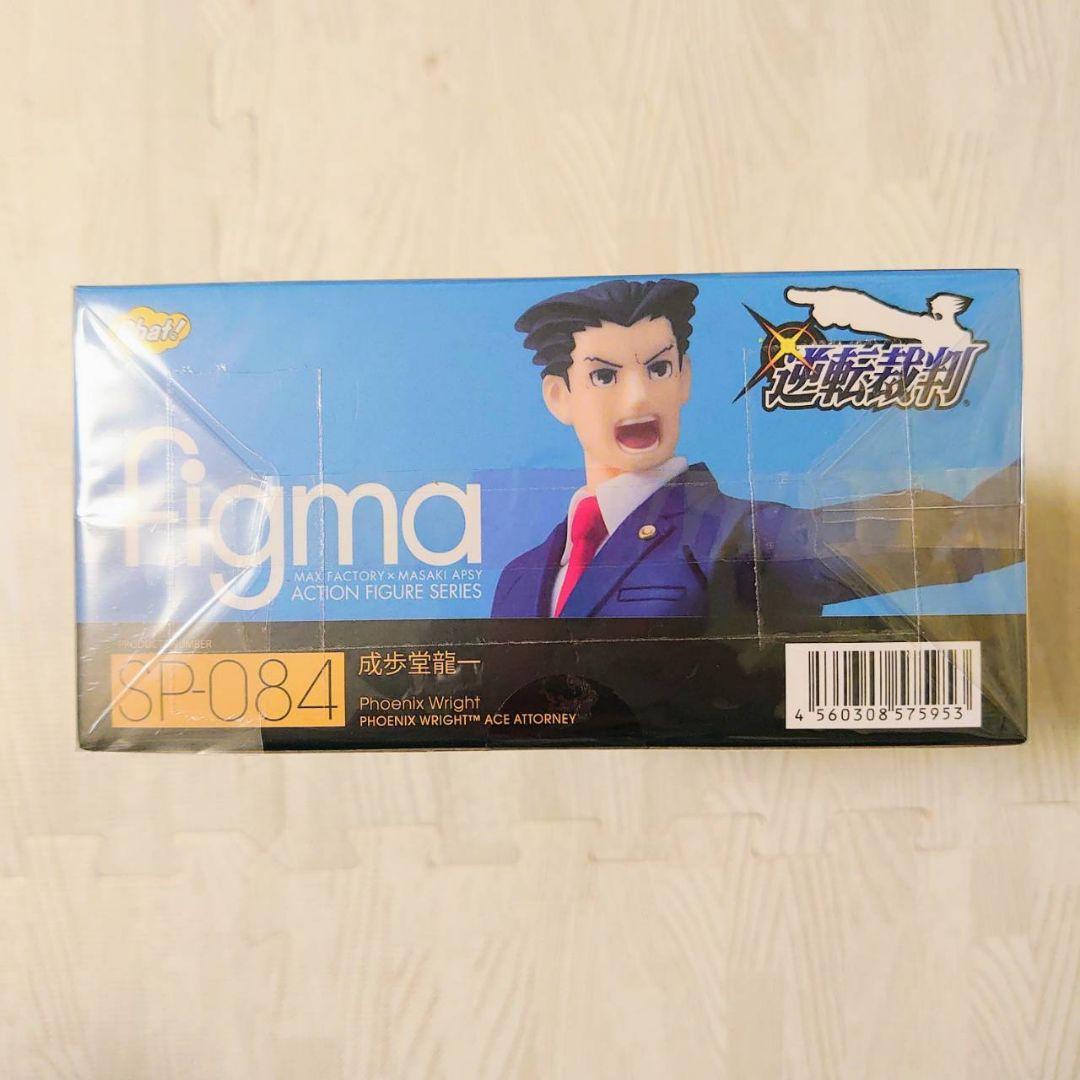 Phat!
逆転裁判®
figma
MAX FACTORY × MASAKI APSY
ACTION FIGURE SERIES
PRODUCT NUMBER
SP-084
成歩堂龍一
Phoenix Wright
PHOENIX WRIGHT™ ACE ATTORNEY
4 560308 575953